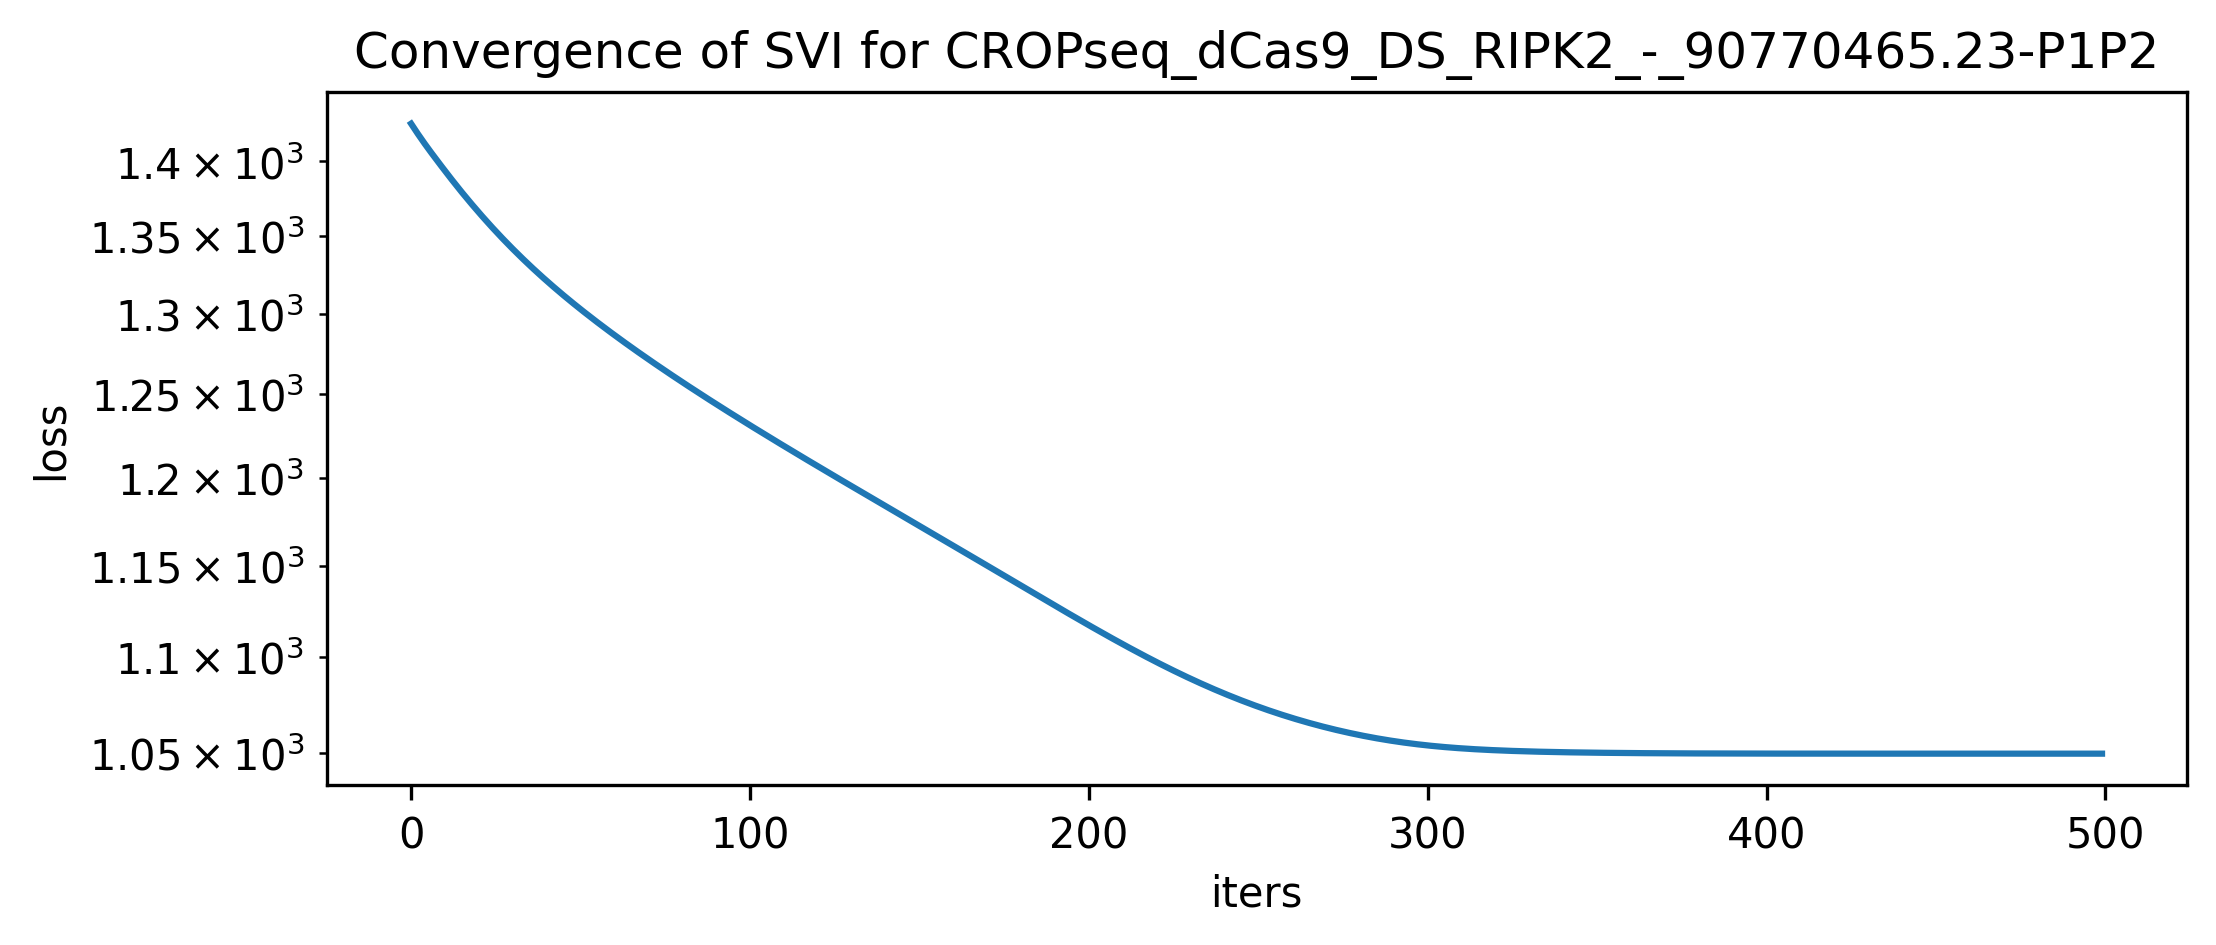 Convergence of SVI for CROPseq_dCas9_DS_RIPK2_-_90770465.23-P1P2
1.4 × 10³
1.35 × 10³
1.3 × 10³
1.25 × 10³
1.2 × 10³
1.15 × 10³
1.1 × 10³
1.05 × 10³
loss
0 100 200 300 400 500
iters